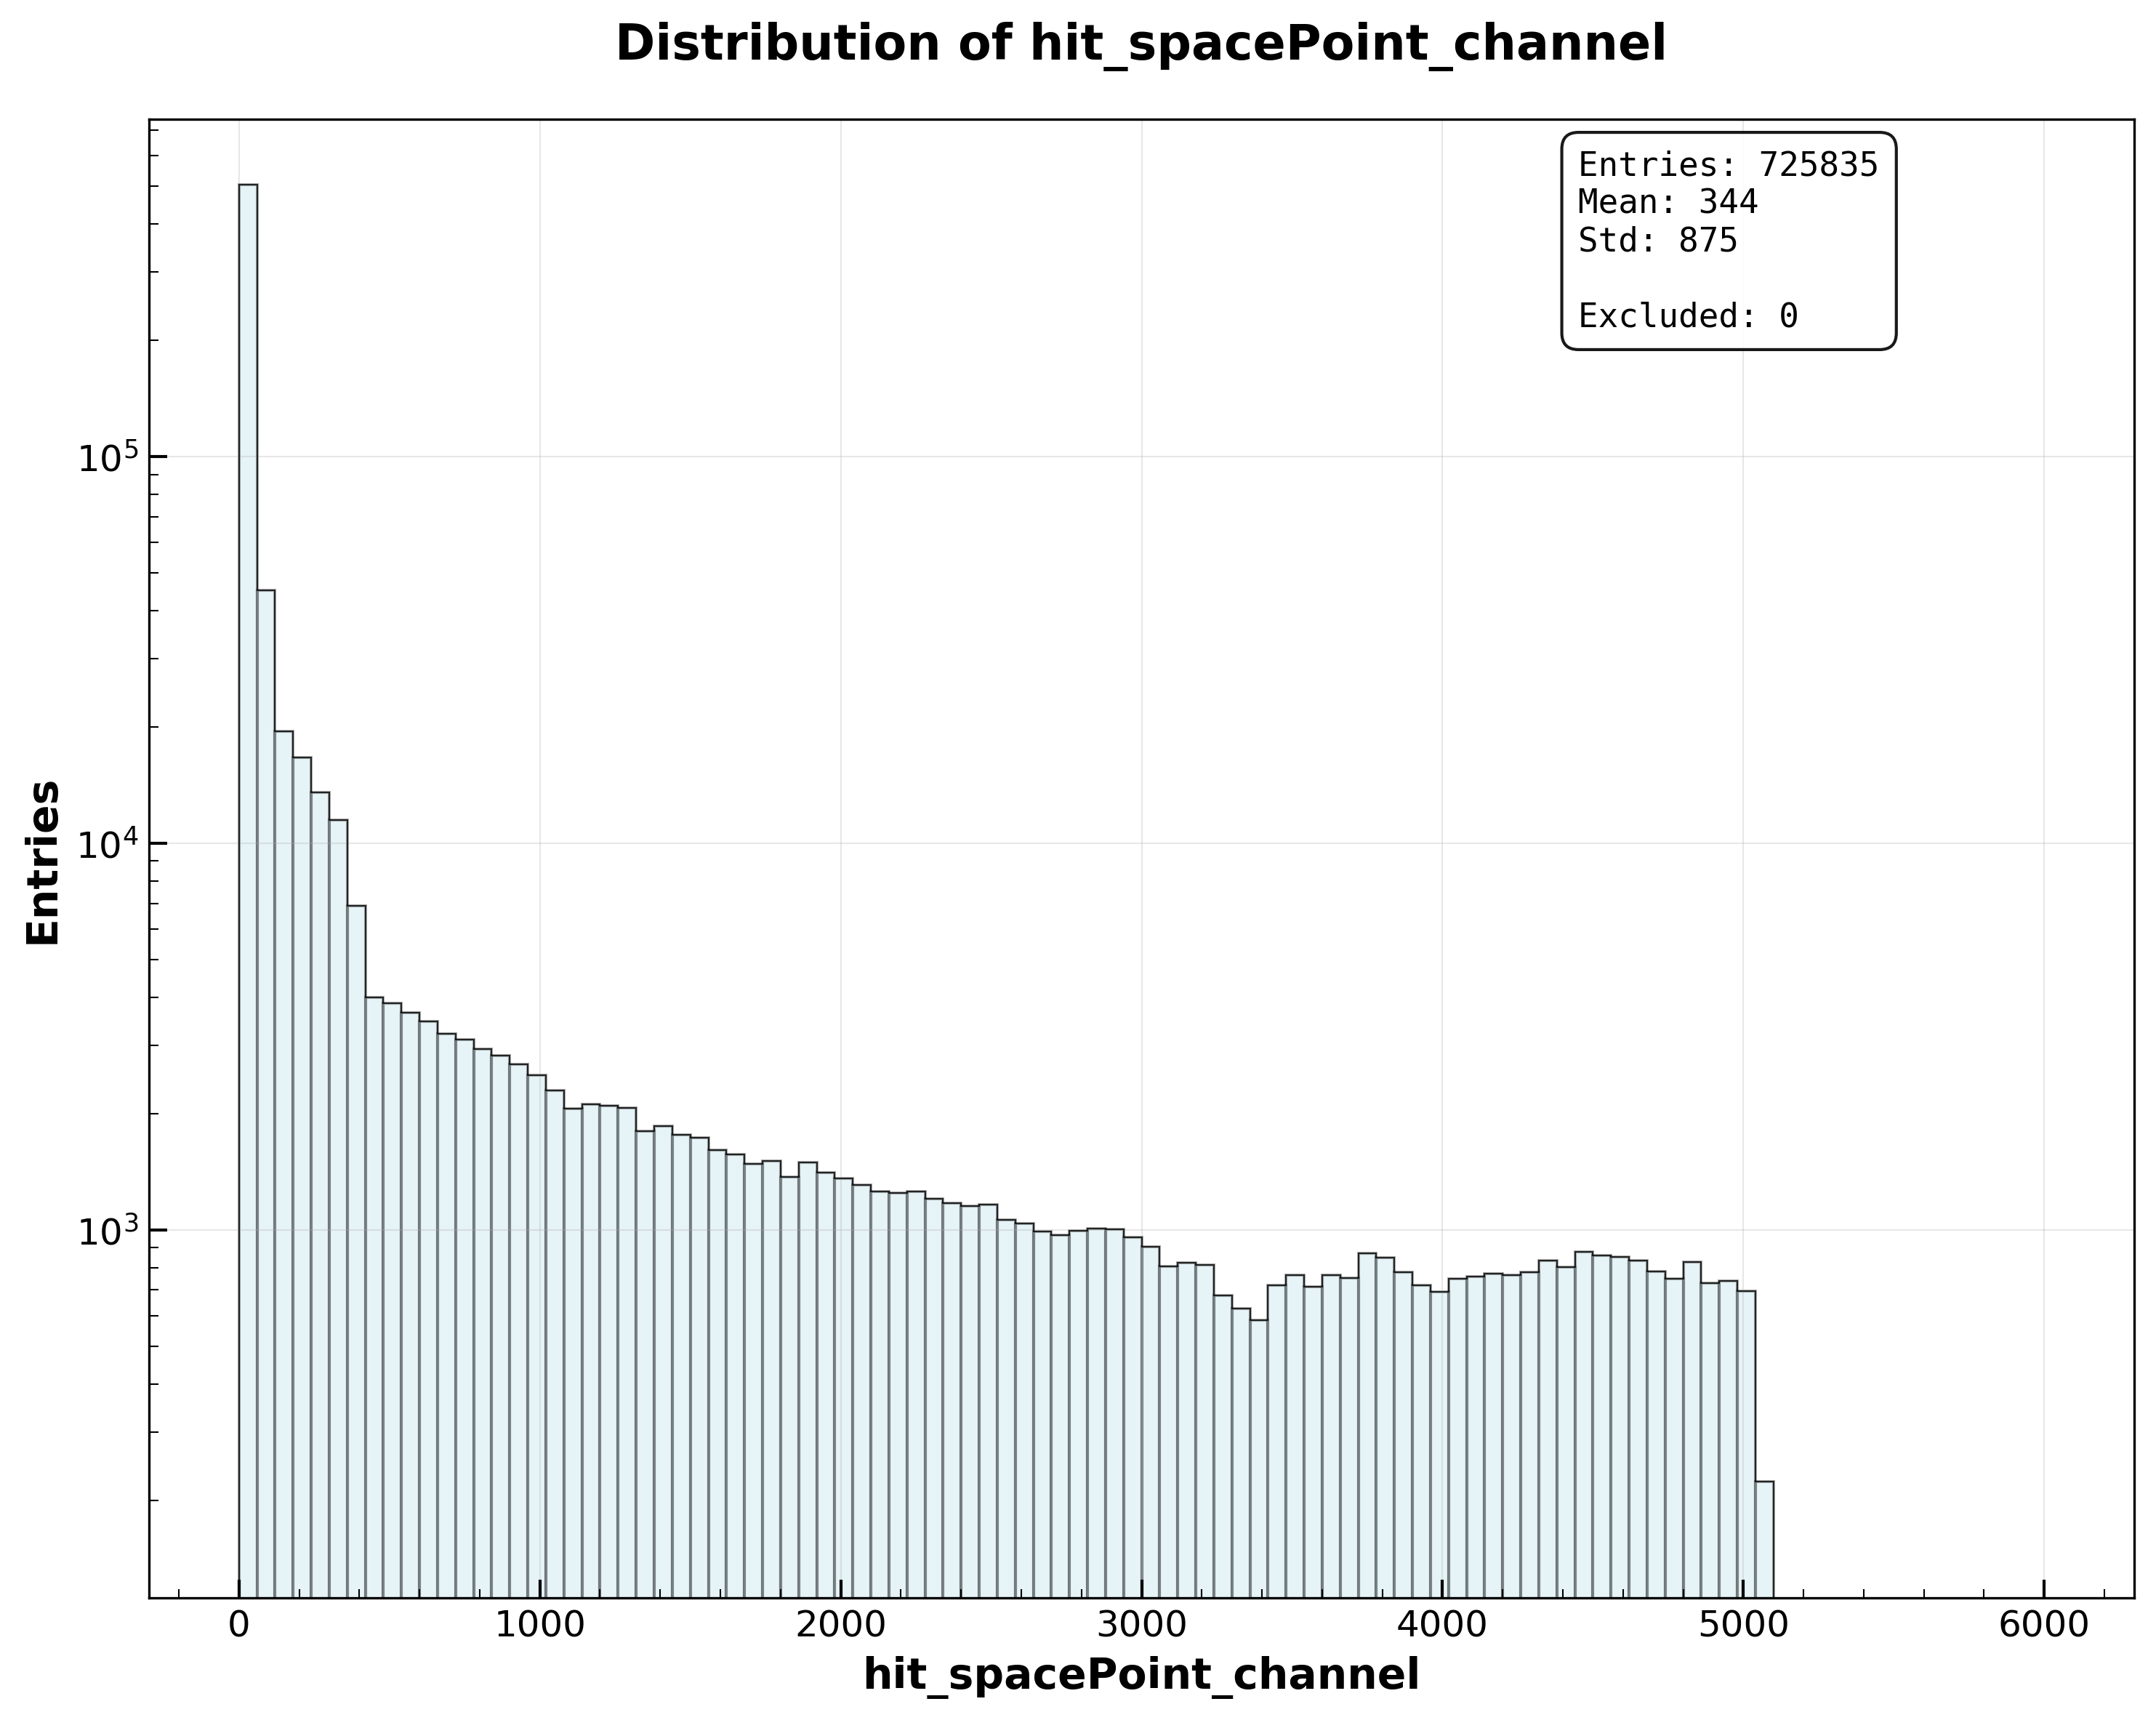 Distribution of hit_spacePoint_channel
Entries: 725835
Mean: 344
Std: 875
Excluded: 0
10^5
10^4
10^3
Entries
0 1000 2000 3000 4000 5000 6000
hit_spacePoint_channel